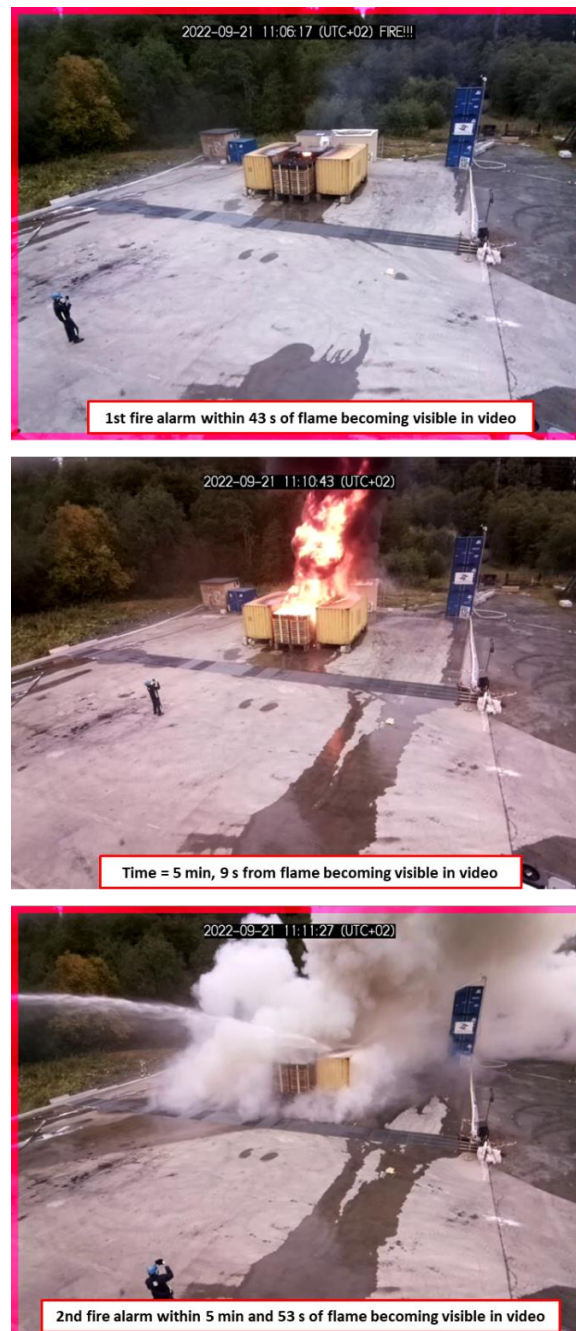 2022-09-21 11:06:17 (UTC+02) FIRE!!!
1st fire alarm within 43 s of flame becoming visible in video
2022-09-21 11:10:43 (UTC+02)
Time = 5 min, 9 s from flame becoming visible in video
2022-09-21 11:11:27 (UTC+02)
2nd fire alarm within 5 min and 53 s of flame becoming visible in video